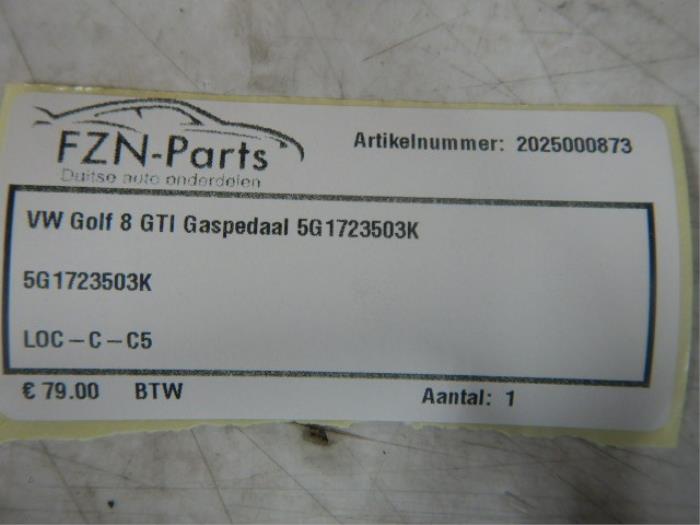 FZN-Parts
Duitse auto onderdelen
Artikelnummer: 2025000873
VW Golf 8 GTI Gaspedaal 5G1723503K
5G1723503K
LOC-C-C5
€ 79.00 BTW
Aantal: 1